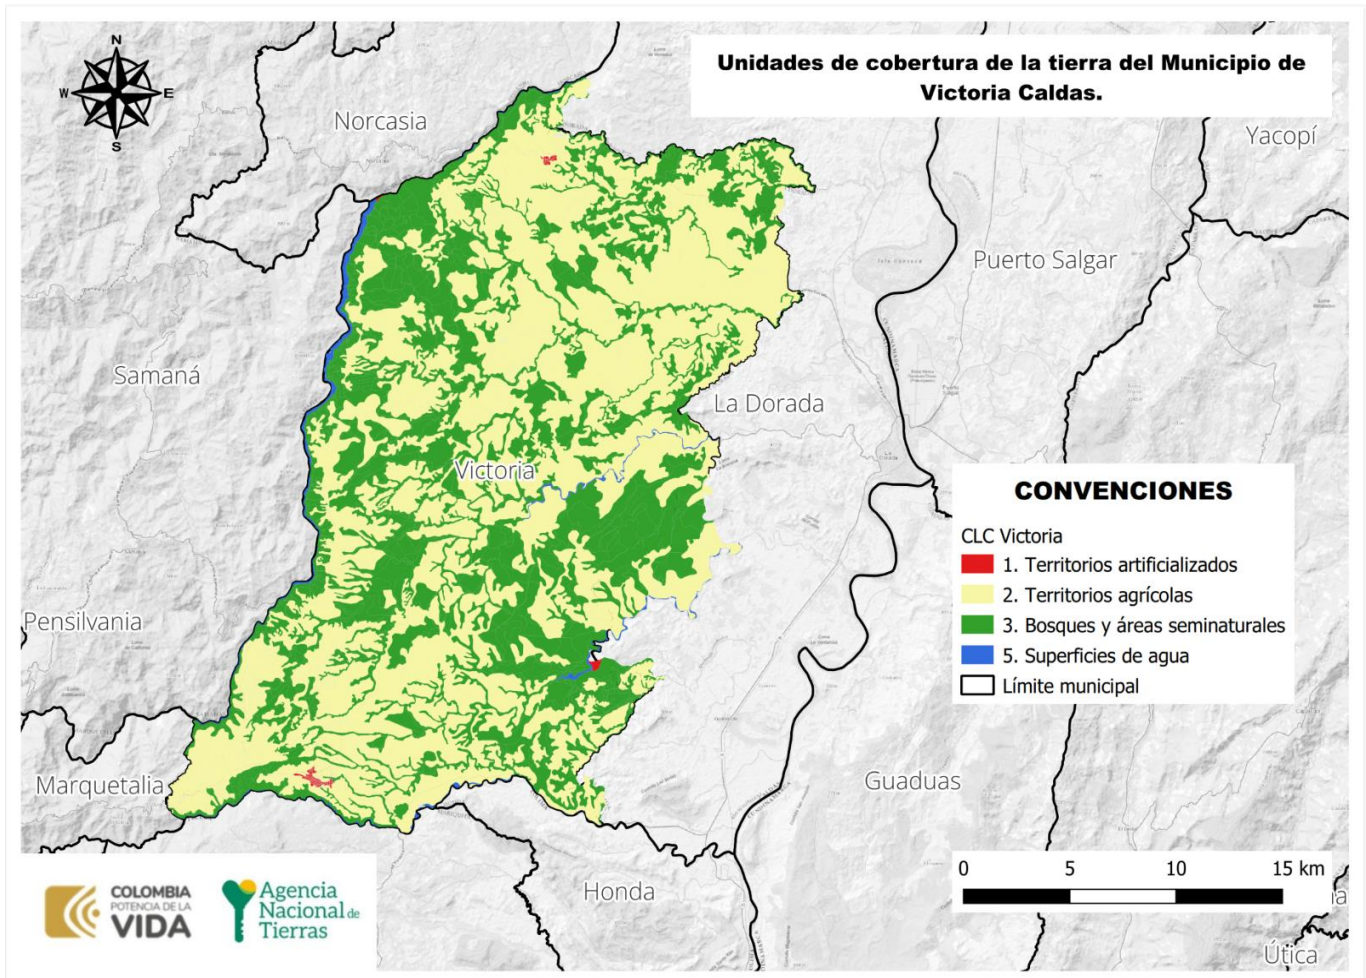 Unidades de cobertura de la tierra del Municipio de
Victoria Caldas.
N
W
E
S
Norcasia
Yacopí
Puerto Salgar
Samaná
La Dorada
Victoria
CONVENCIONES
CLC Victoria
1. Territorios artificializados
2. Territorios agrícolas
3. Bosques y áreas seminaturales
5. Superficies de agua
Límite municipal
Pensilvania
Marquetalia
Guaduas
Honda
0 5 10 15 km
COLOMBIA
POTENCIA DE LA
VIDA
Agencia
Nacional de
Tierras
Útica